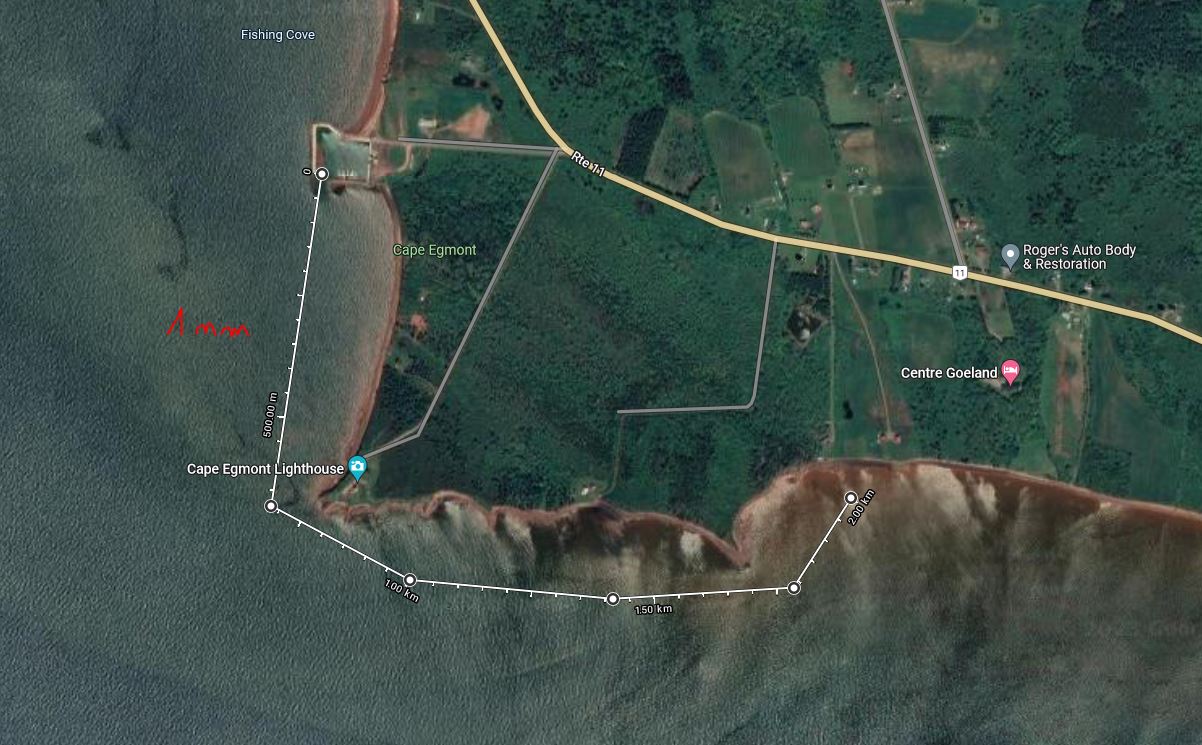 Fishing Cove
0
Rte 11
Cape Egmont
Roger's Auto Body
& Restoration
11
1 mm
Centre Goeland
500.00 m
Cape Egmont Lighthouse
2.00 km
1.00 km
1.50 km